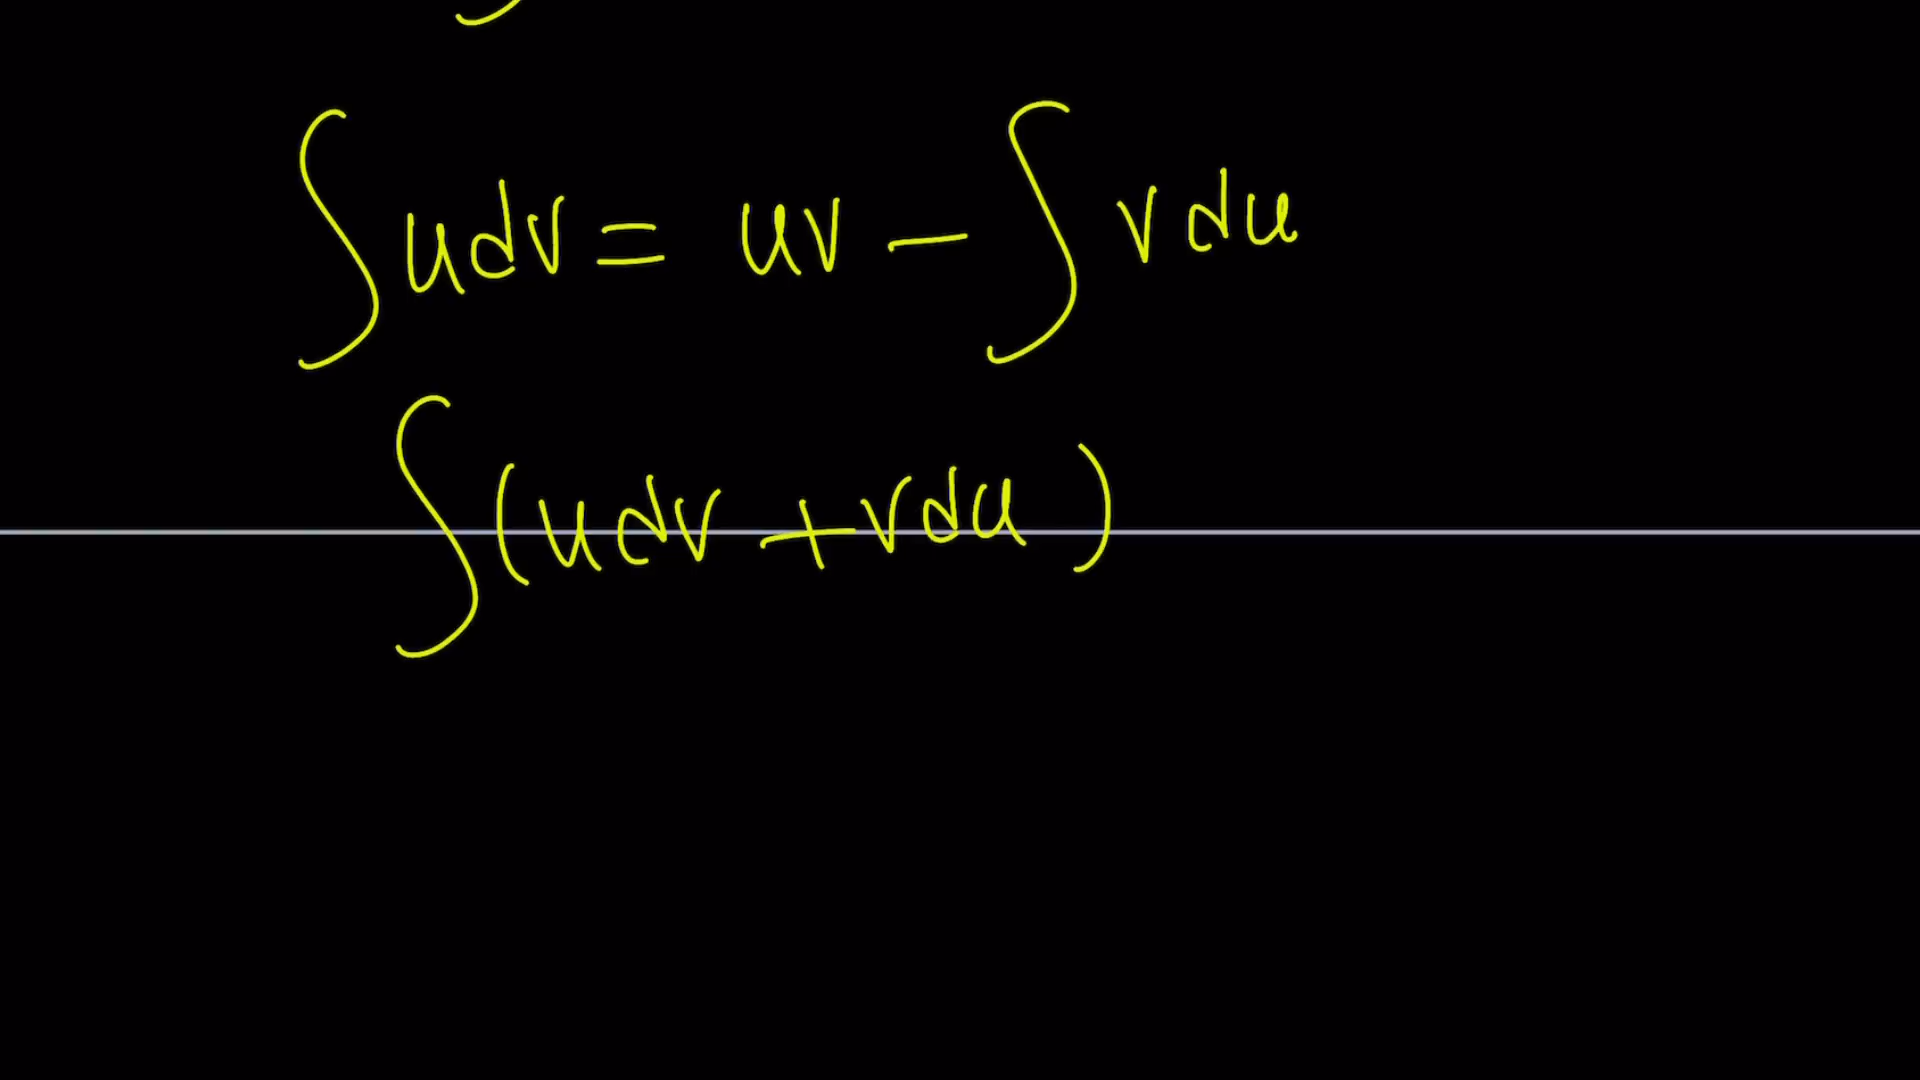 ∫udv = uv − ∫vdu
∫(udv + vdu)